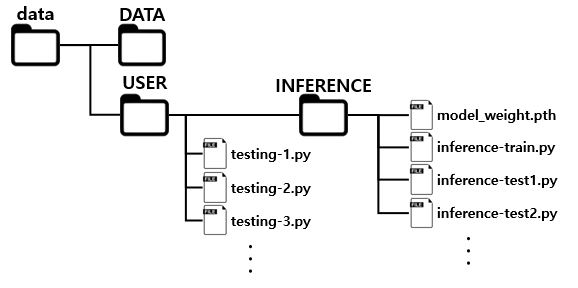 data
DATA
USER
INFERENCE
FILE
testing-1.py
FILE
testing-2.py
FILE
testing-3.py
FILE
model_weight.pth
FILE
inference-train.py
FILE
inference-test1.py
FILE
inference-test2.py